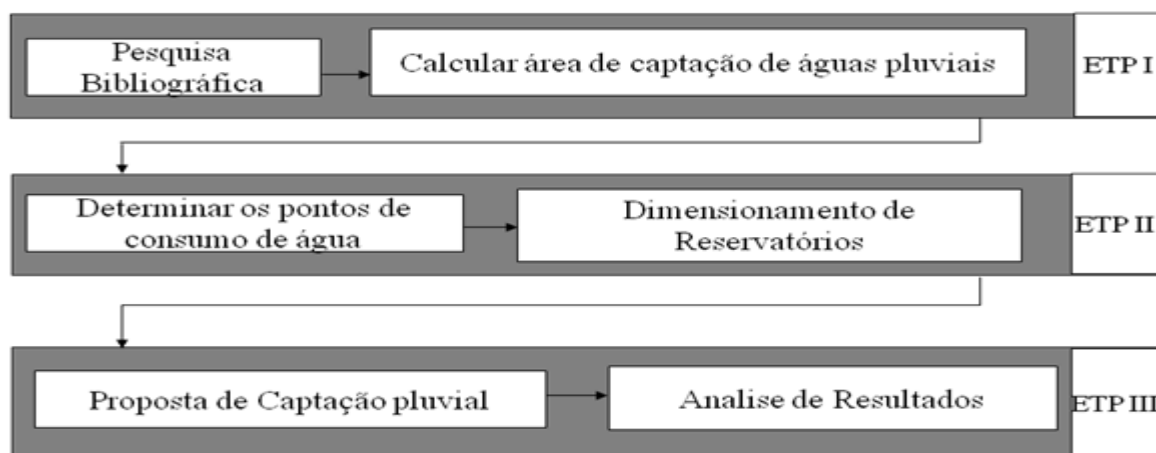 Pesquisa
Bibliográfica
Calcular área de captação de águas pluviais
ETP I
Determinar os pontos de
consumo de água
Dimensionamento de
Reservatórios
ETP II
Proposta de Captação pluvial
Analise de Resultados
ETP III